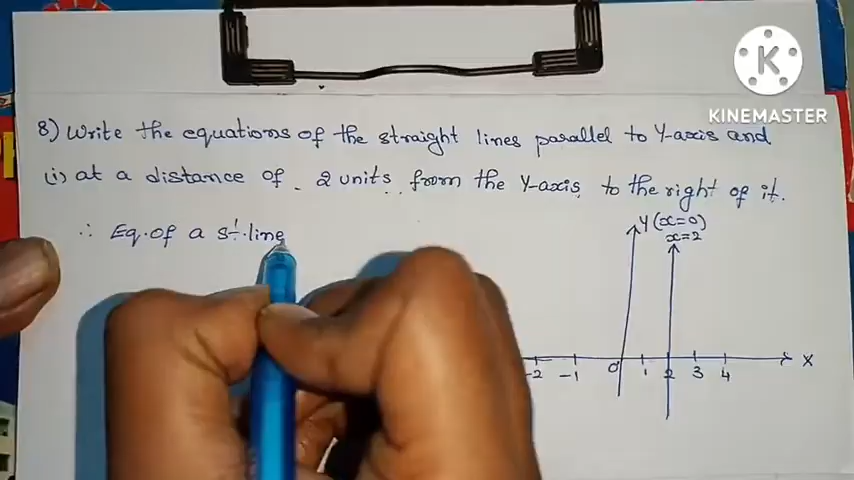 KINEMASTER
8) Write the equations of the straight lines parallel to Y-axis and
(i) at a distance of 2 units from the Y-axis to the right of it.
∴ Eq. of a st. line
Y (x=0)
x=2
-2 -1 0 1 2 3 4 X